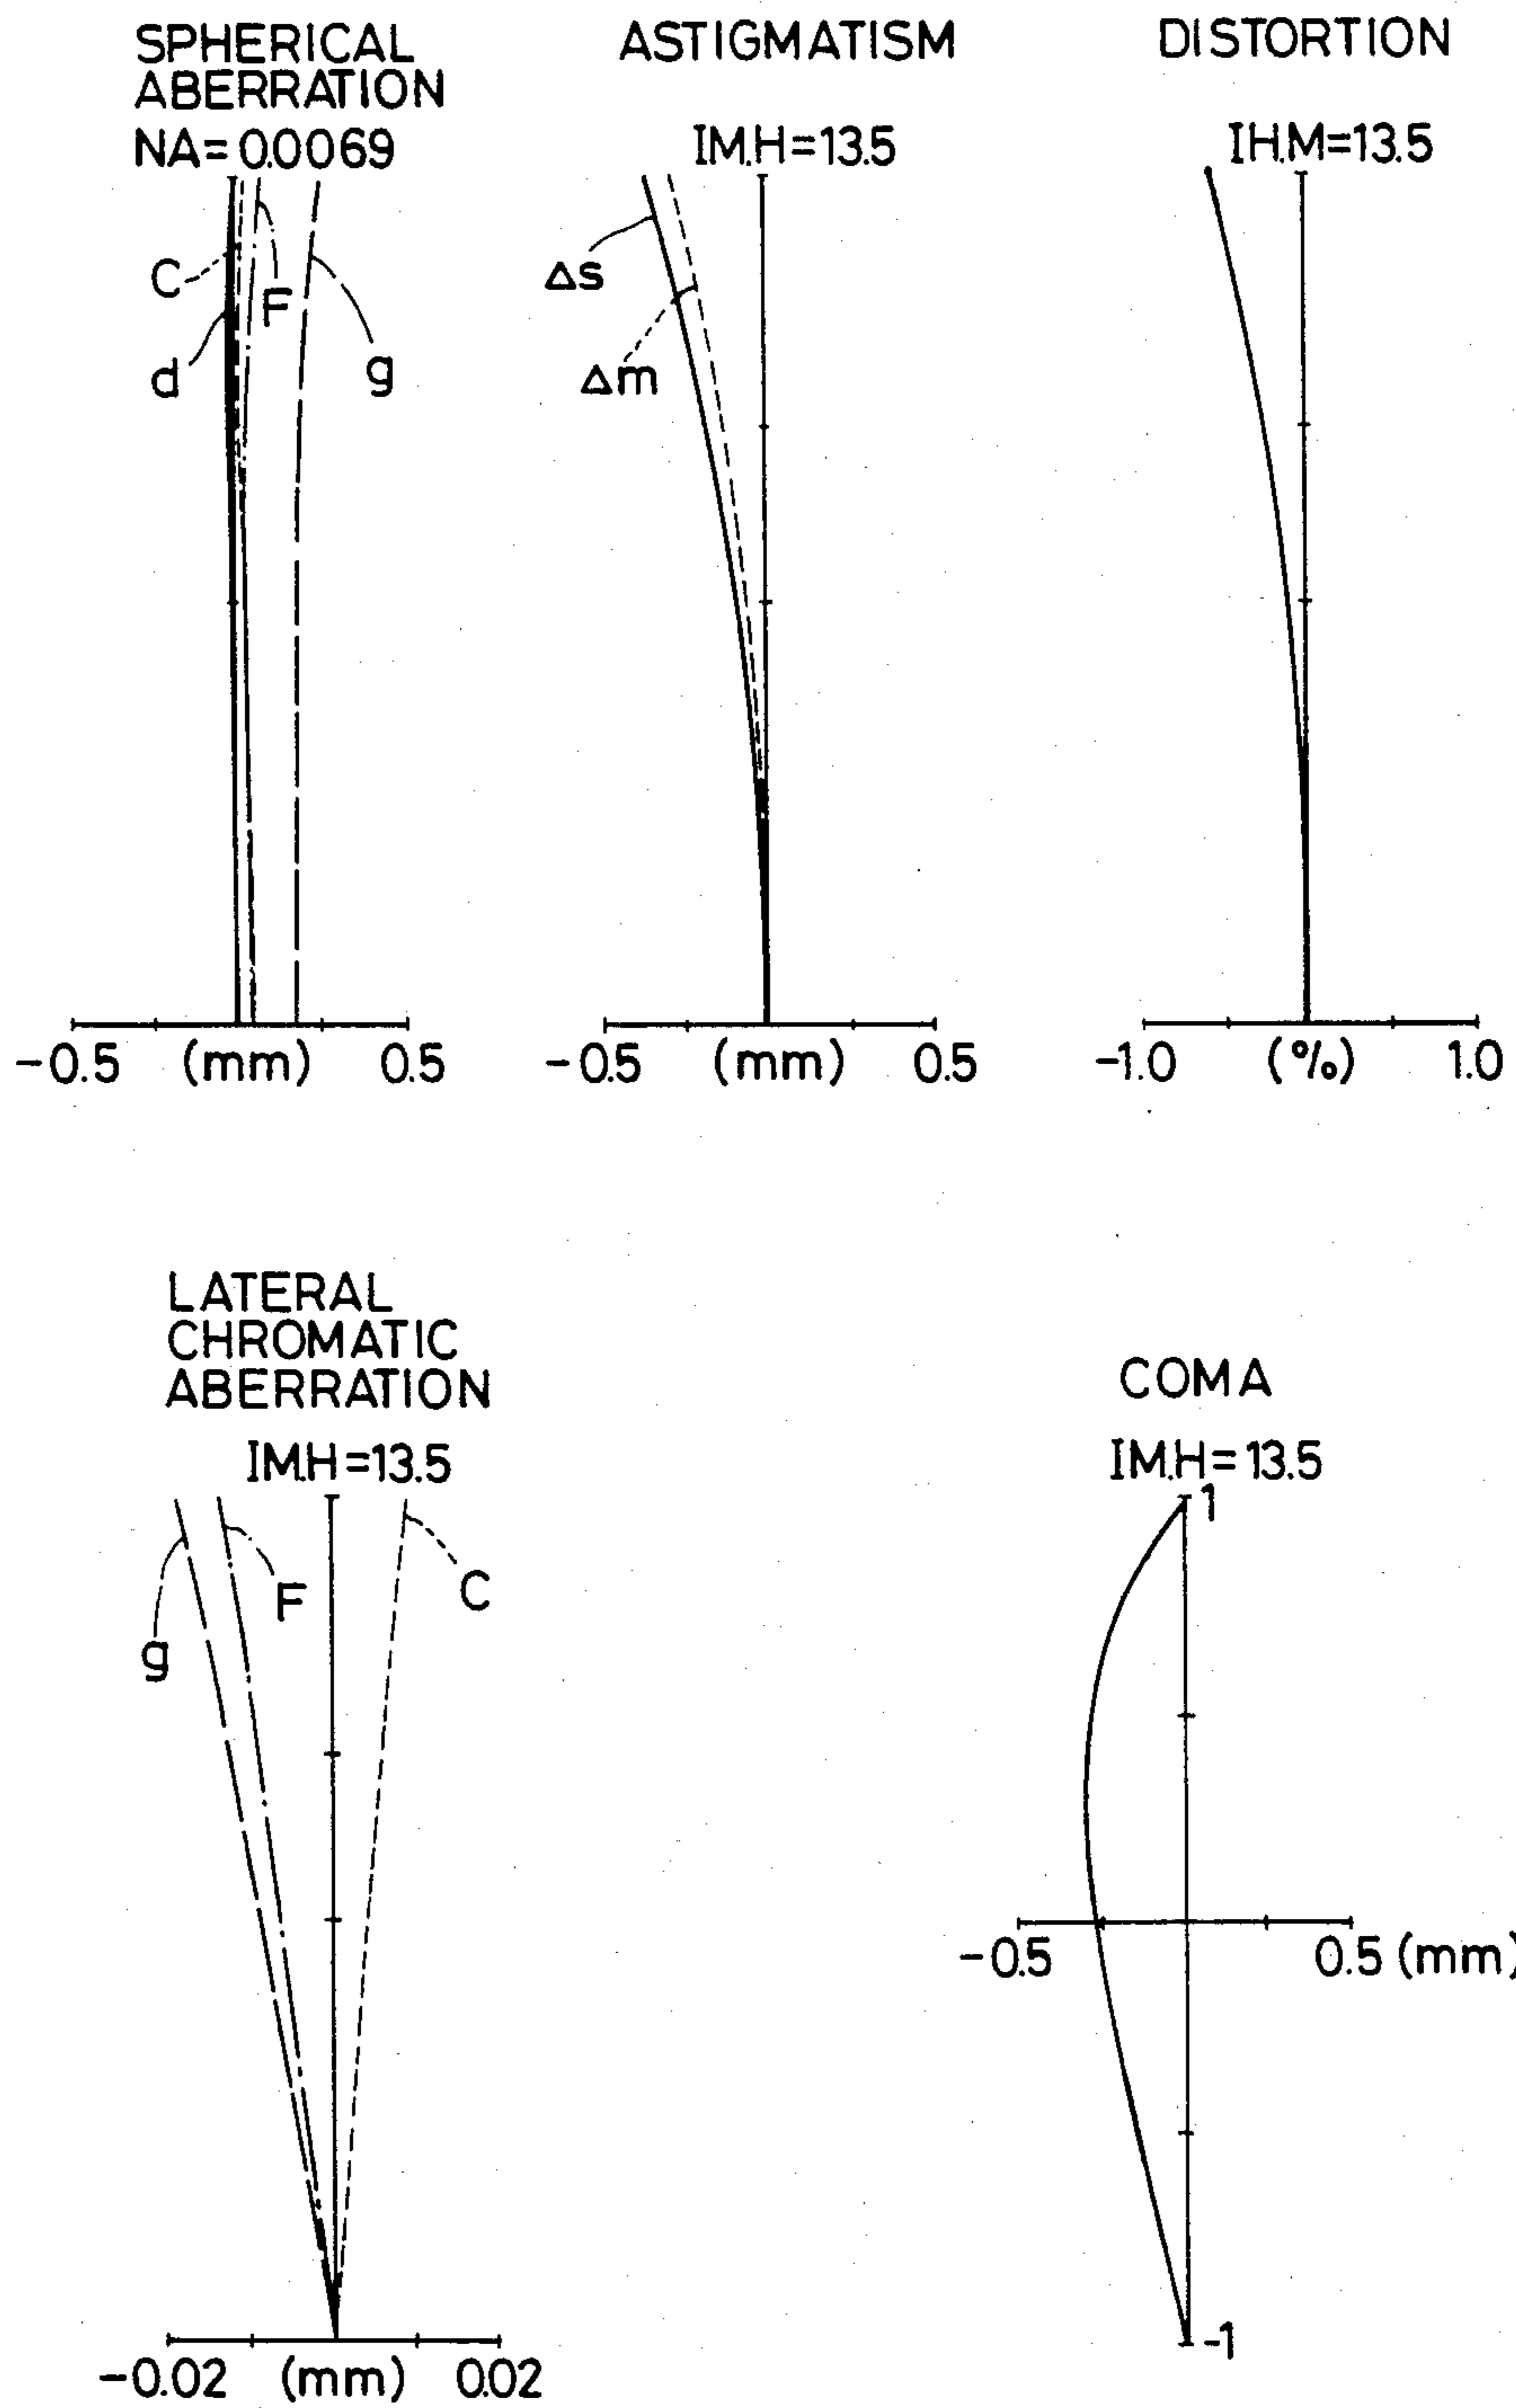 SPHERICAL
ABERRATION
NA=0.0069
C
d
F
g
-0.5 (mm) 0.5
ASTIGMATISM
IM.H=13.5
Δs
Δm
-0.5 (mm) 0.5
DISTORTION
IH.M=13.5
-1.0 (%) 1.0
LATERAL
CHROMATIC
ABERRATION
IM.H=13.5
g
F
C
-0.02 (mm) 0.02
COMA
IM.H=13.5
1
-0.5 0.5 (mm)
-1